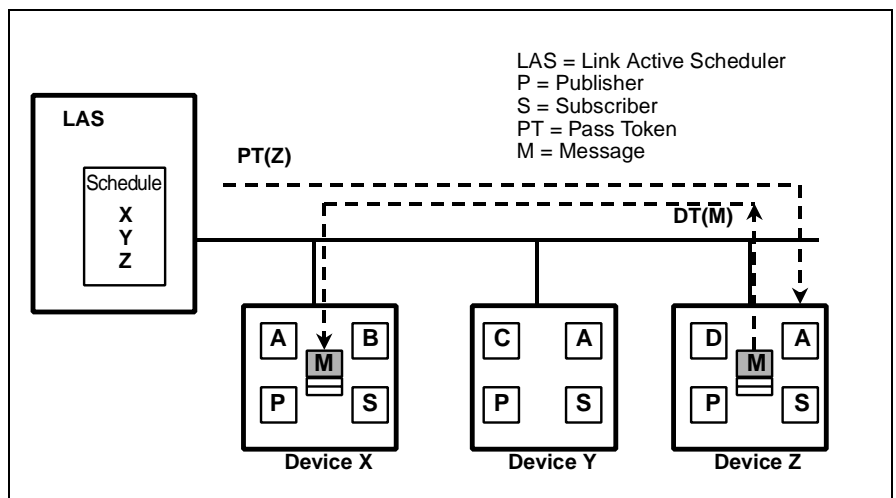 LAS = Link Active Scheduler
P = Publisher
S = Subscriber
PT = Pass Token
M = Message
LAS
PT(Z)
Schedule
X
Y
Z
DT(M)
A
B
M
P
S
Device X
C
A
P
S
Device Y
D
A
M
P
S
Device Z